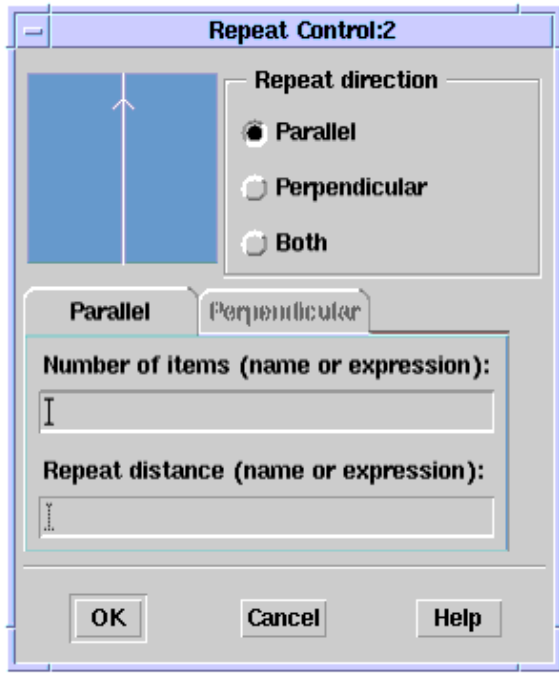 Repeat Control:2
Repeat direction
Parallel
Perpendicular
Both
Parallel Perpendicular
Number of items (name or expression):
Repeat distance (name or expression):
OK Cancel Help